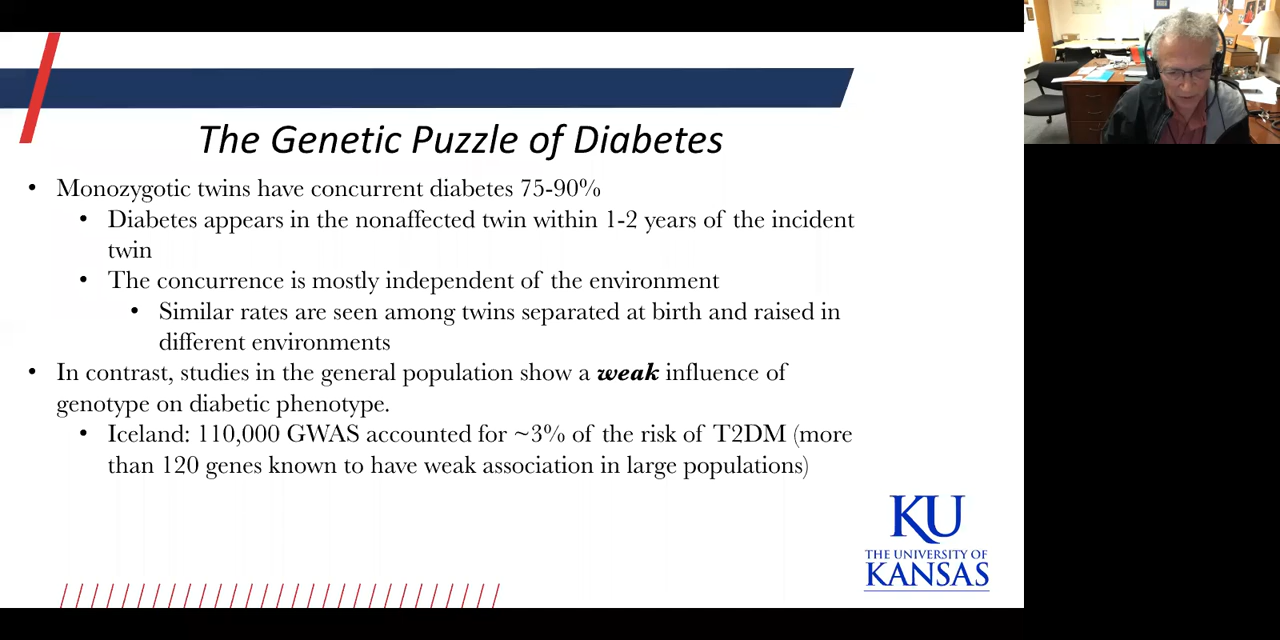 The Genetic Puzzle of Diabetes
• Monozygotic twins have concurrent diabetes 75-90%
• Diabetes appears in the nonaffected twin within 1-2 years of the incident
twin
• The concurrence is mostly independent of the environment
• Similar rates are seen among twins separated at birth and raised in
different environments
• In contrast, studies in the general population show a weak influence of
genotype on diabetic phenotype.
• Iceland: 110,000 GWAS accounted for ~3% of the risk of T2DM (more
than 120 genes known to have weak association in large populations)
KU
THE UNIVERSITY OF
KANSAS